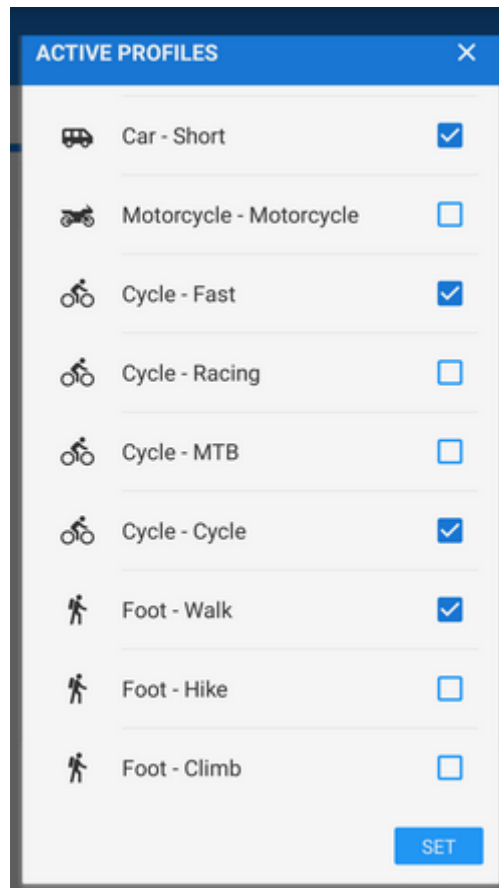 ACTIVE PROFILES
Car - Short
Motorcycle - Motorcycle
Cycle - Fast
Cycle - Racing
Cycle - MTB
Cycle - Cycle
Foot - Walk
Foot - Hike
Foot - Climb
SET